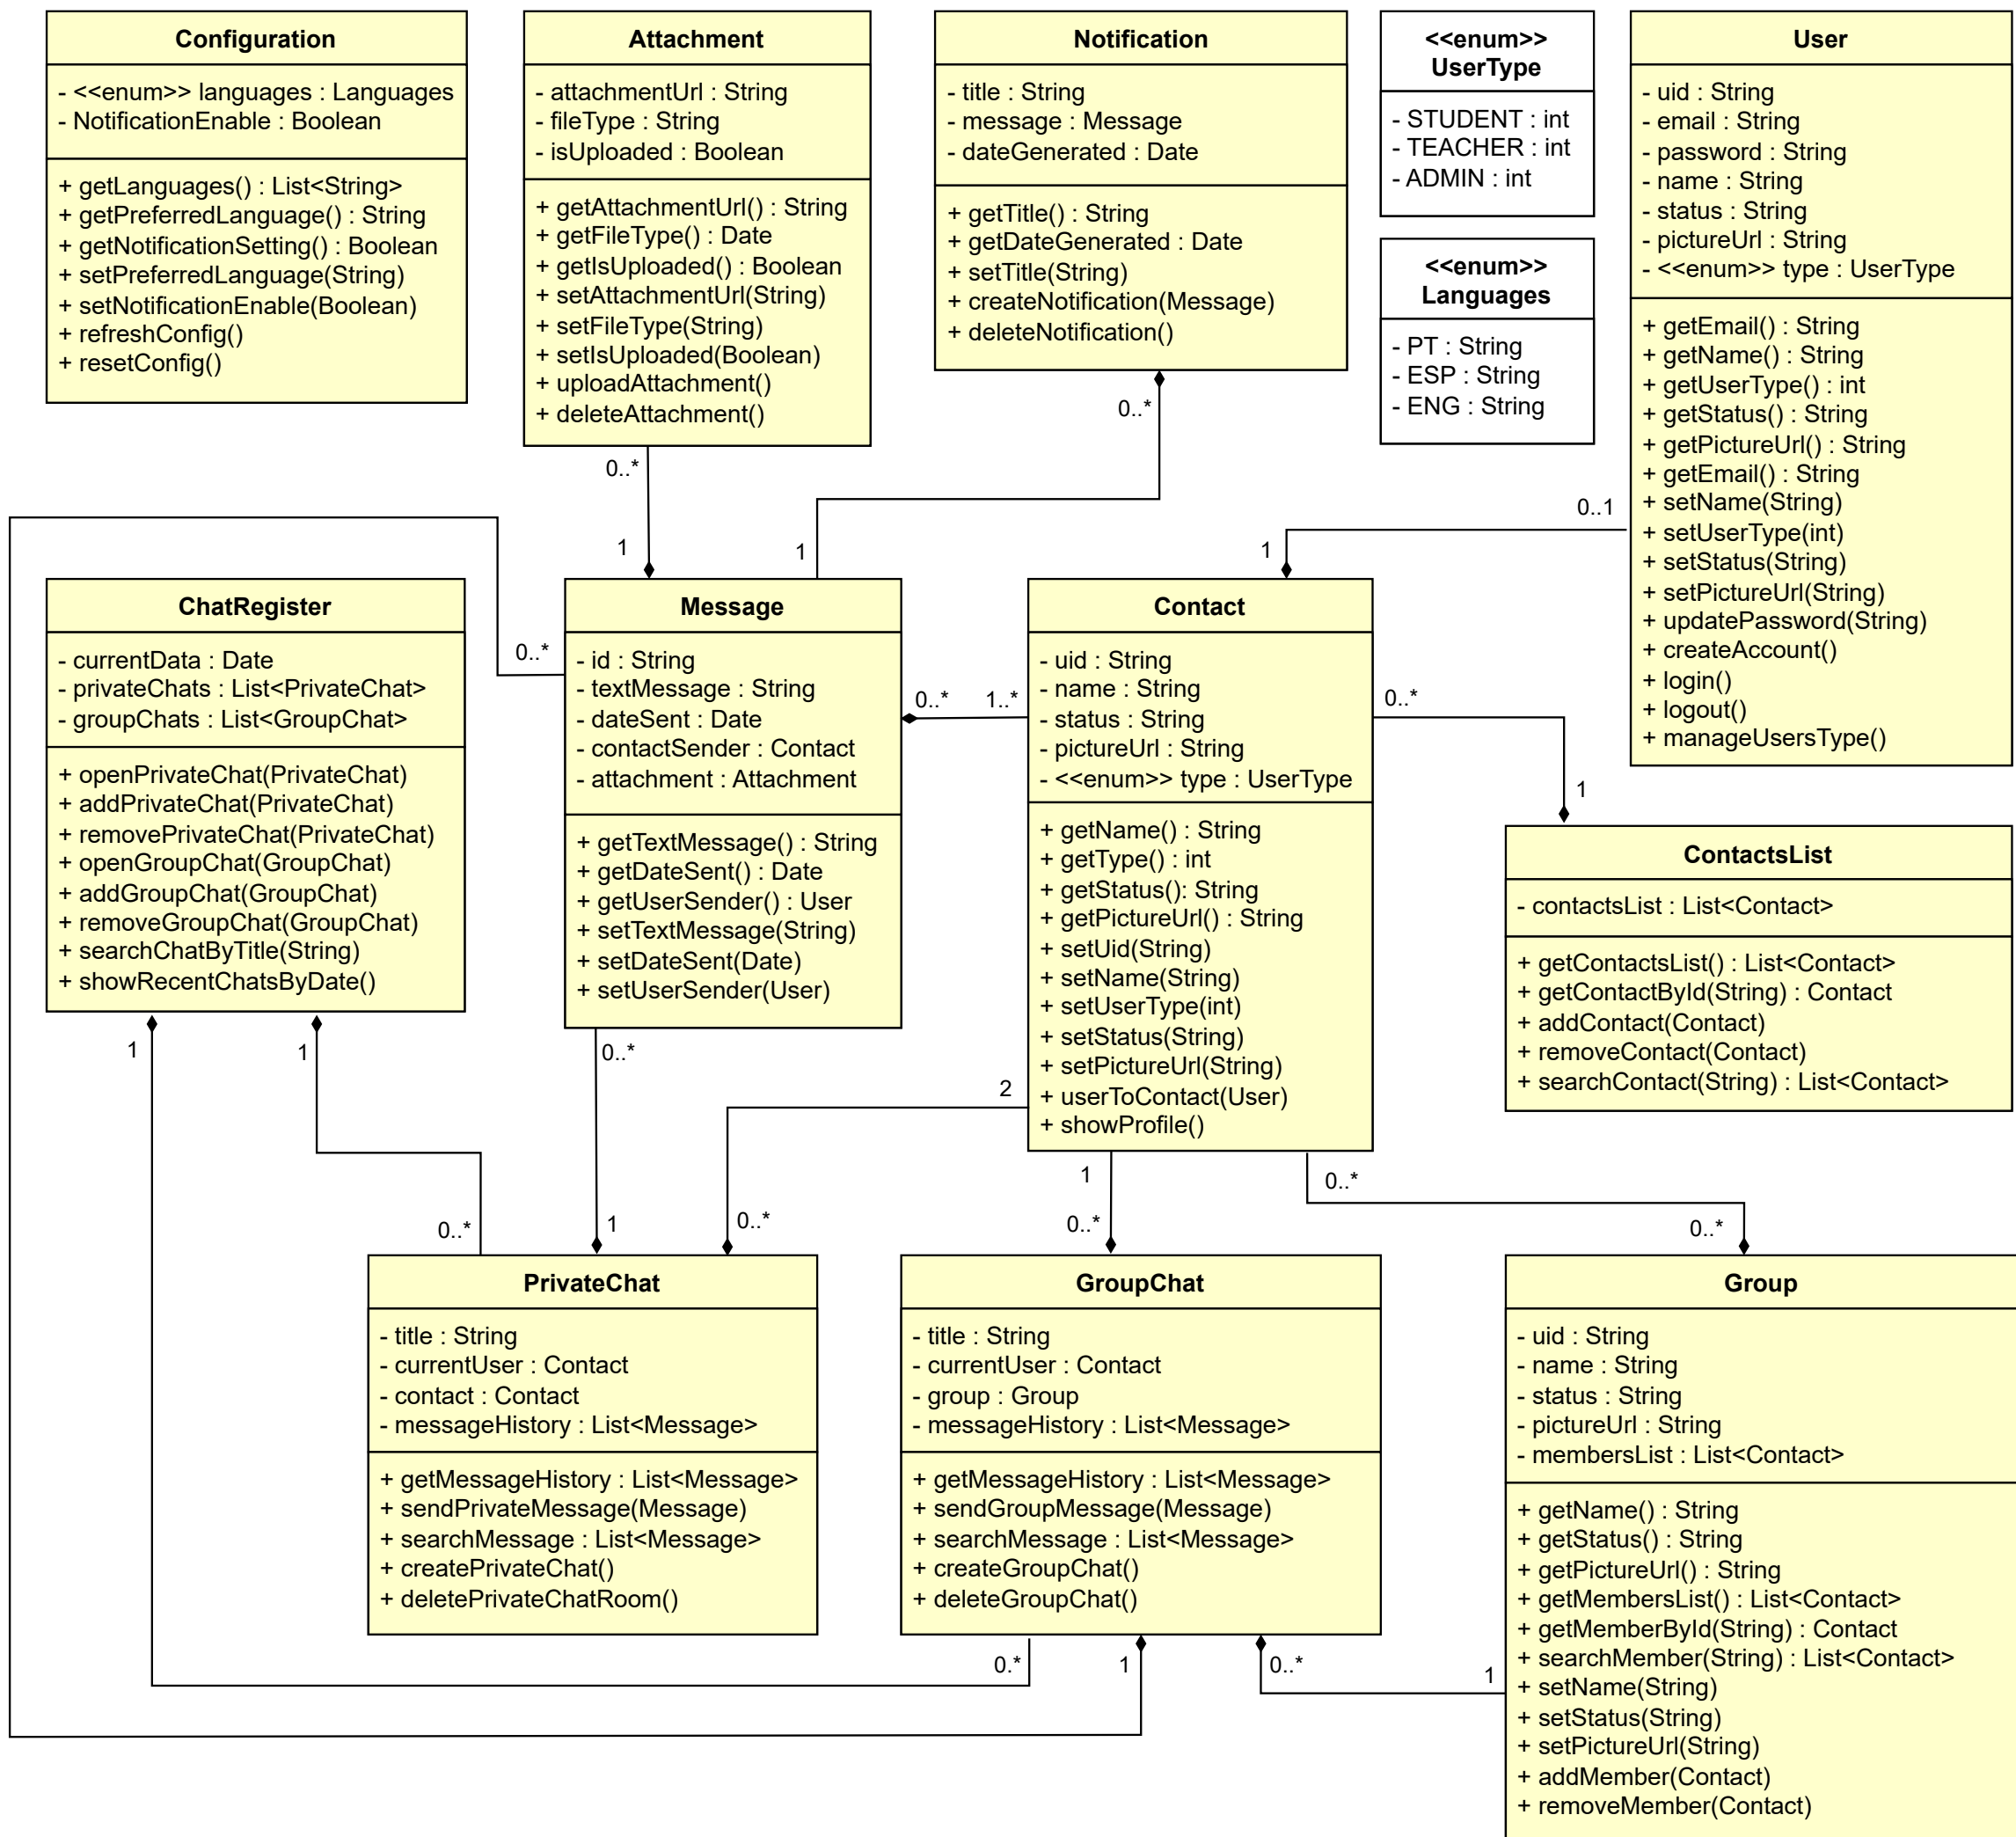 Configuration
- <<enum>> languages : Languages
- NotificationEnable : Boolean
+ getLanguages() : List<String>
+ getPreferredLanguage() : String
+ getNotificationSetting() : Boolean
+ setPreferredLanguage(String)
+ setNotificationEnable(Boolean)
+ refreshConfig()
+ resetConfig()
Attachment
- attachmentUrl : String
- fileType : String
- isUploaded : Boolean
+ getAttachmentUrl() : String
+ getFileType() : Date
+ getIsUploaded() : Boolean
+ setAttachmentUrl(String)
+ setFileType(String)
+ setIsUploaded(Boolean)
+ uploadAttachment()
+ deleteAttachment()
Notification
- title : String
- message : Message
- dateGenerated : Date
+ getTitle() : String
+ getDateGenerated : Date
+ setTitle(String)
+ createNotification(Message)
+ deleteNotification()
<<enum>>
UserType
- STUDENT : int
- TEACHER : int
- ADMIN : int
<<enum>>
Languages
- PT : String
- ESP : String
- ENG : String
User
- uid : String
- email : String
- password : String
- name : String
- status : String
- pictureUrl : String
- <<enum>> type : UserType
+ getEmail() : String
+ getName() : String
+ getUserType() : int
+ getStatus() : String
+ getPictureUrl() : String
+ getEmail() : String
+ setName(String)
+ setUserType(int)
+ setStatus(String)
+ setPictureUrl(String)
+ updatePassword(String)
+ createAccount()
+ login()
+ logout()
+ manageUsersType()
0..*
1
0..*
1
0..1
1
ChatRegister
- currentData : Date
- privateChats : List<PrivateChat>
- groupChats : List<GroupChat>
+ openPrivateChat(PrivateChat)
+ addPrivateChat(PrivateChat)
+ removePrivateChat(PrivateChat)
+ openGroupChat(GroupChat)
+ addGroupChat(GroupChat)
+ removeGroupChat(GroupChat)
+ searchChatByTitle(String)
+ showRecentChatsByDate()
0..*
Message
- id : String
- textMessage : String
- dateSent : Date
- contactSender : Contact
- attachment : Attachment
+ getTextMessage() : String
+ getDateSent() : Date
+ getUserSender() : User
+ setTextMessage(String)
+ setDateSent(Date)
+ setUserSender(User)
0..*
1..*
Contact
- uid : String
- name : String
- status : String
- pictureUrl : String
- <<enum>> type : UserType
+ getName() : String
+ getType() : int
+ getStatus(): String
+ getPictureUrl() : String
+ setUid(String)
+ setName(String)
+ setUserType(int)
+ setStatus(String)
+ setPictureUrl(String)
+ userToContact(User)
+ showProfile()
0..*
1
ContactsList
- contactsList : List<Contact>
+ getContactsList() : List<Contact>
+ getContactById(String) : Contact
+ addContact(Contact)
+ removeContact(Contact)
+ searchContact(String) : List<Contact>
1
1
0..*
2
1
0..*
0..*
1
0..*
0..*
0..*
PrivateChat
- title : String
- currentUser : Contact
- contact : Contact
- messageHistory : List<Message>
+ getMessageHistory : List<Message>
+ sendPrivateMessage(Message)
+ searchMessage : List<Message>
+ createPrivateChat()
+ deletePrivateChatRoom()
GroupChat
- title : String
- currentUser : Contact
- group : Group
- messageHistory : List<Message>
+ getMessageHistory : List<Message>
+ sendGroupMessage(Message)
+ searchMessage : List<Message>
+ createGroupChat()
+ deleteGroupChat()
Group
- uid : String
- name : String
- status : String
- pictureUrl : String
- membersList : List<Contact>
+ getName() : String
+ getStatus() : String
+ getPictureUrl() : String
+ getMembersList() : List<Contact>
+ getMemberById(String) : Contact
+ searchMember(String) : List<Contact>
+ setName(String)
+ setStatus(String)
+ setPictureUrl(String)
+ addMember(Contact)
+ removeMember(Contact)
0.*
1
0..*
1